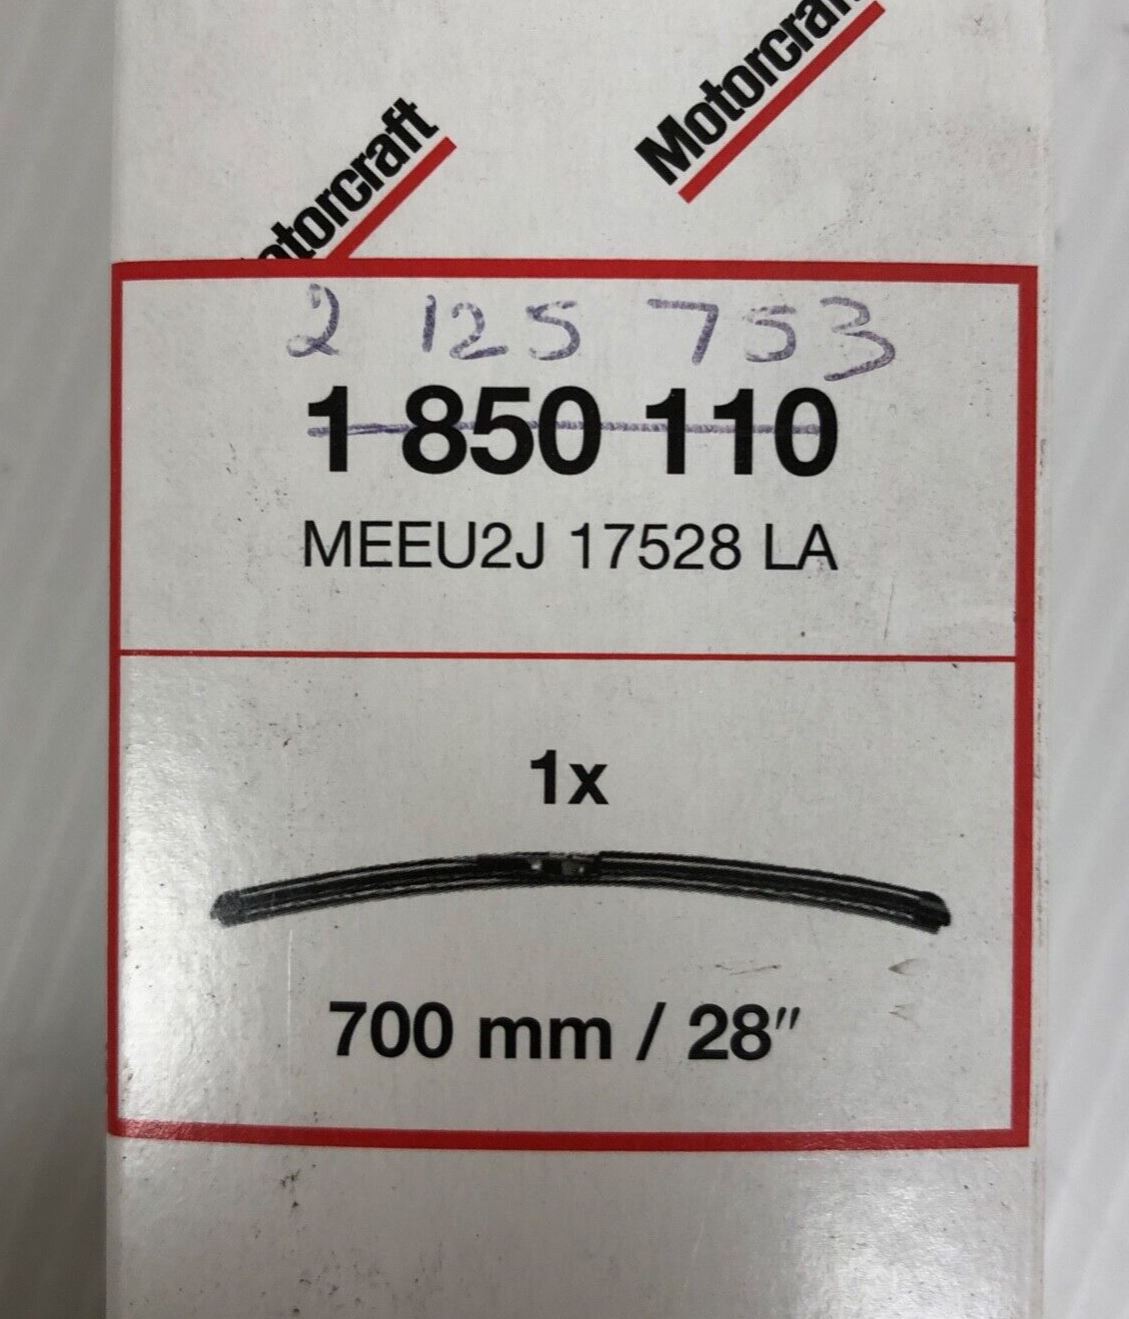 Motorcraft
Motorcraft
2 125 753
1 850 110
MEEU2J 17528 LA
1x
700 mm / 28"